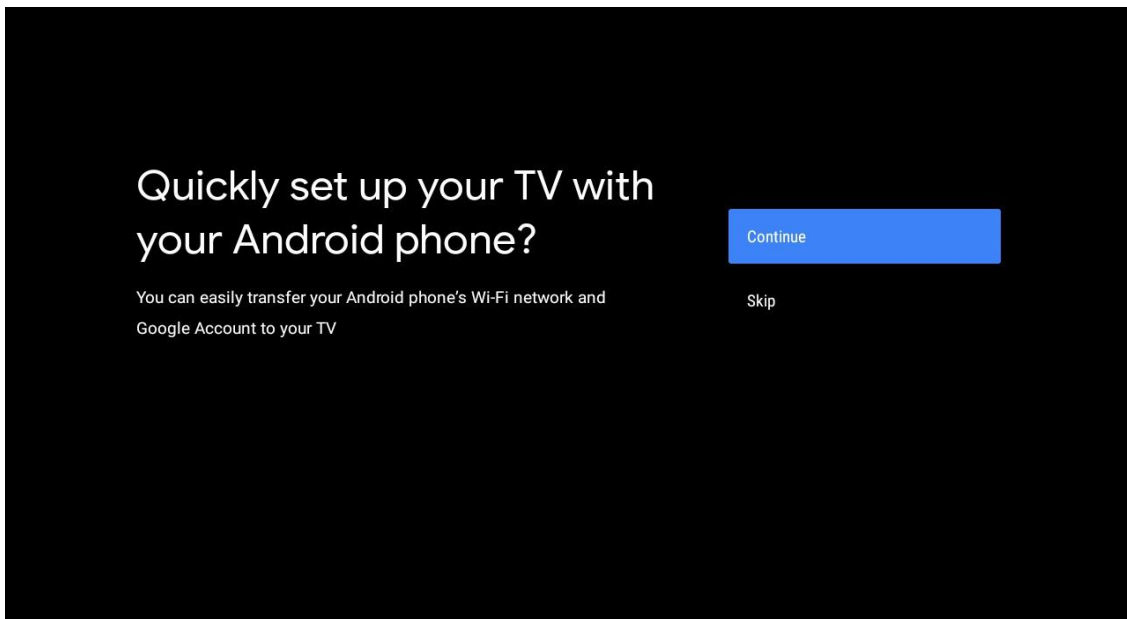 Quickly set up your TV with
your Android phone?
You can easily transfer your Android phone’s Wi-Fi network and
Google Account to your TV
Continue
Skip